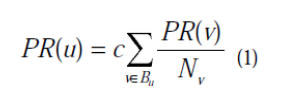 PR(u) = c∑_{v∈B_u} PR(v)/N_v (1)